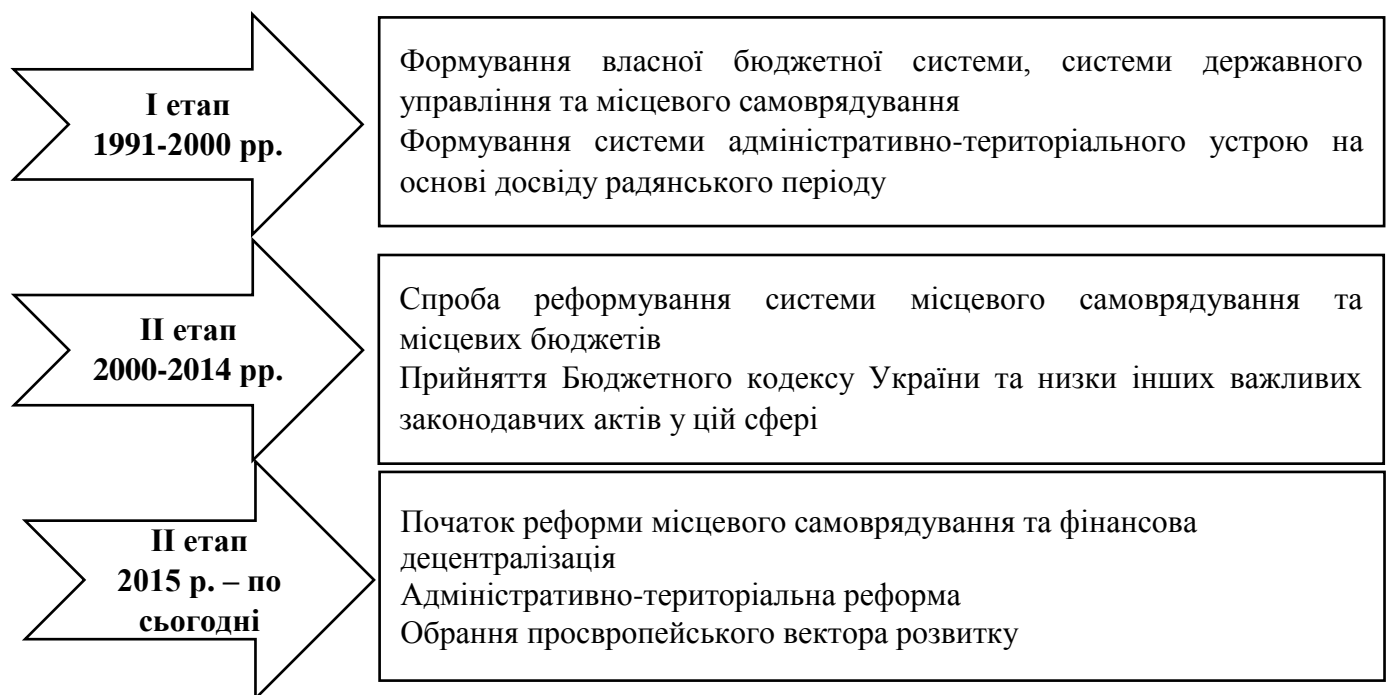 І етап
1991-2000 рр.
Формування власної бюджетної системи, системи державного
управління та місцевого самоврядування
Формування системи адміністративно-територіального устрою на
основі досвіду радянського періоду
ІІ етап
2000-2014 рр.
Спроба реформування системи місцевого самоврядування та
місцевих бюджетів
Прийняття Бюджетного кодексу України та низки інших важливих
законодавчих актів у цій сфері
ІІ етап
2015 р. – по
сьогодні
Початок реформи місцевого самоврядування та фінансова
децентралізація
Адміністративно-територіальна реформа
Обрання просвропейського вектора розвитку